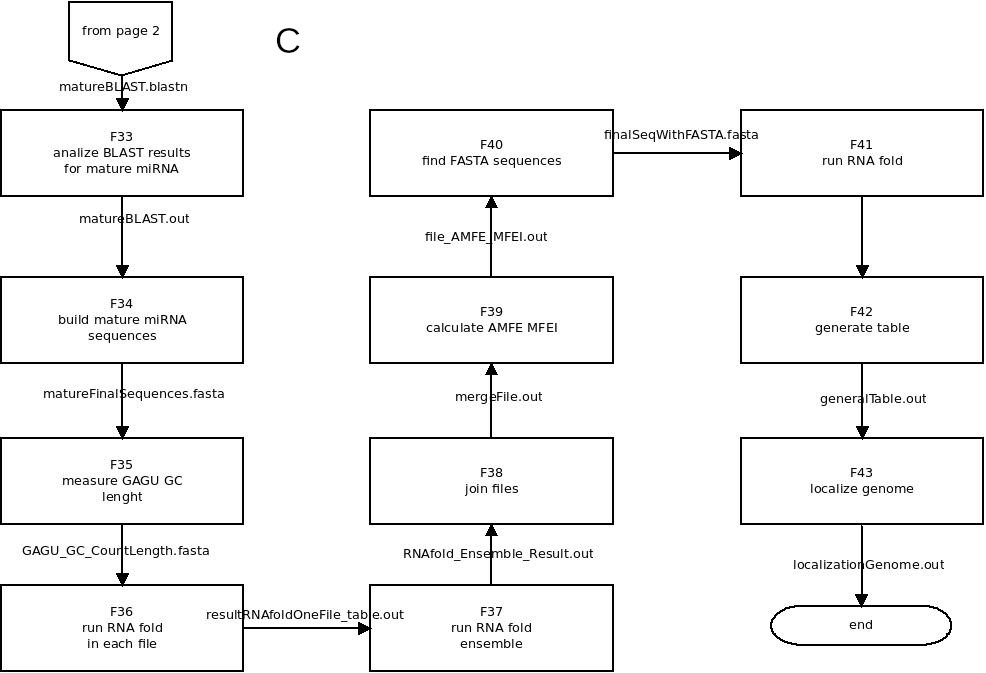 from page 2
C
matureBLAST.blastn
F33
analize BLAST results
for mature miRNA
matureBLAST.out
F34
build mature miRNA
sequences
matureFinalSequences.fasta
F35
measure GAGU GC
lenght
GAGU_GC_CountLength.fasta
F36
run RNA fold
in each file
resultRNAfoldOneFile_table.out
F37
run RNA fold
ensemble
RNAfold_Ensemble_Result.out
F38
join files
mergeFile.out
F39
calculate AMFE MFEI
file_AMFE_MFEI.out
F40
find FASTA sequences
finalSeqWithFASTA.fasta
F41
run RNA fold
F42
generate table
generalTable.out
F43
localize genome
localizationGenome.out
end